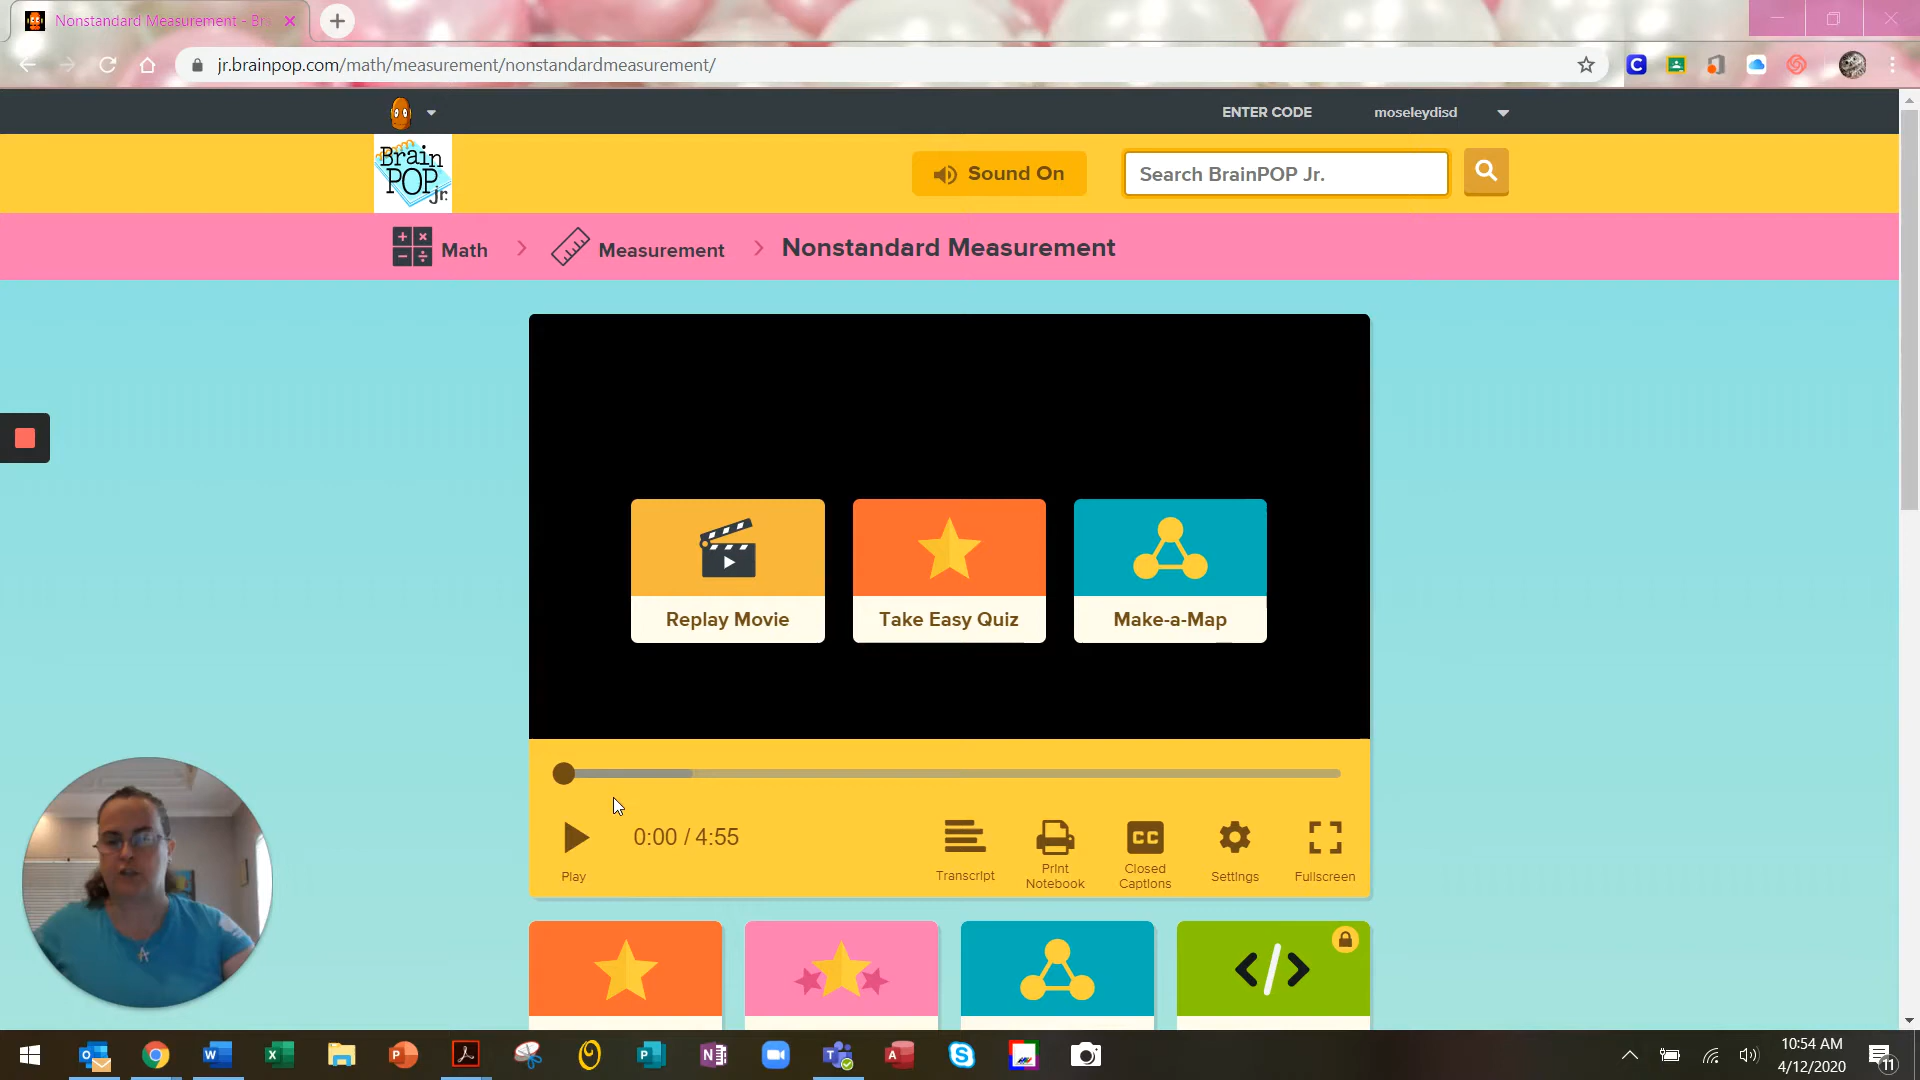 Nonstandard Measurement - Br
jr.brainpop.com/math/measurement/nonstandardmeasurement/
C
ENTER CODE
moseleydisd
Brain
POP
jr.
Sound On
Search BrainPOP Jr.
Math
Measurement
Nonstandard Measurement
Replay Movie
Take Easy Quiz
Make-a-Map
0:00 / 4:55
CC
Play
Transcript
Print
Notebook
Closed
Captions
Settings
Fullscreen
</>
10:54 AM
4/12/2020
11